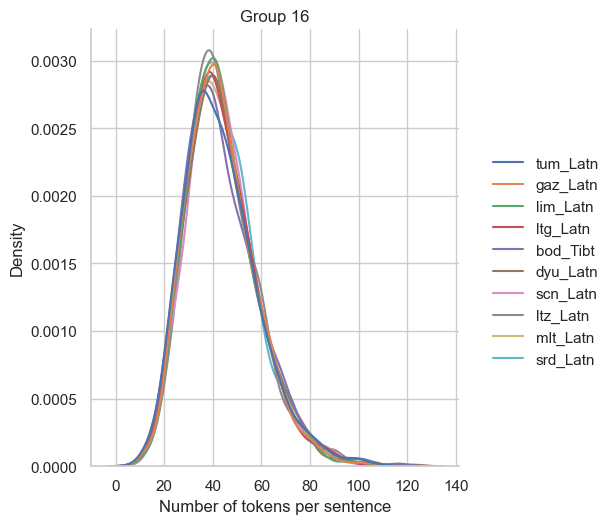 Group 16
0.0030
0.0025
0.0020
0.0015
0.0010
0.0005
0.0000
Density
0 20 40 60 80 100 120 140
Number of tokens per sentence
tum_Latn
gaz_Latn
lim_Latn
ltg_Latn
bod_Tibt
dyu_Latn
scn_Latn
ltz_Latn
mlt_Latn
srd_Latn